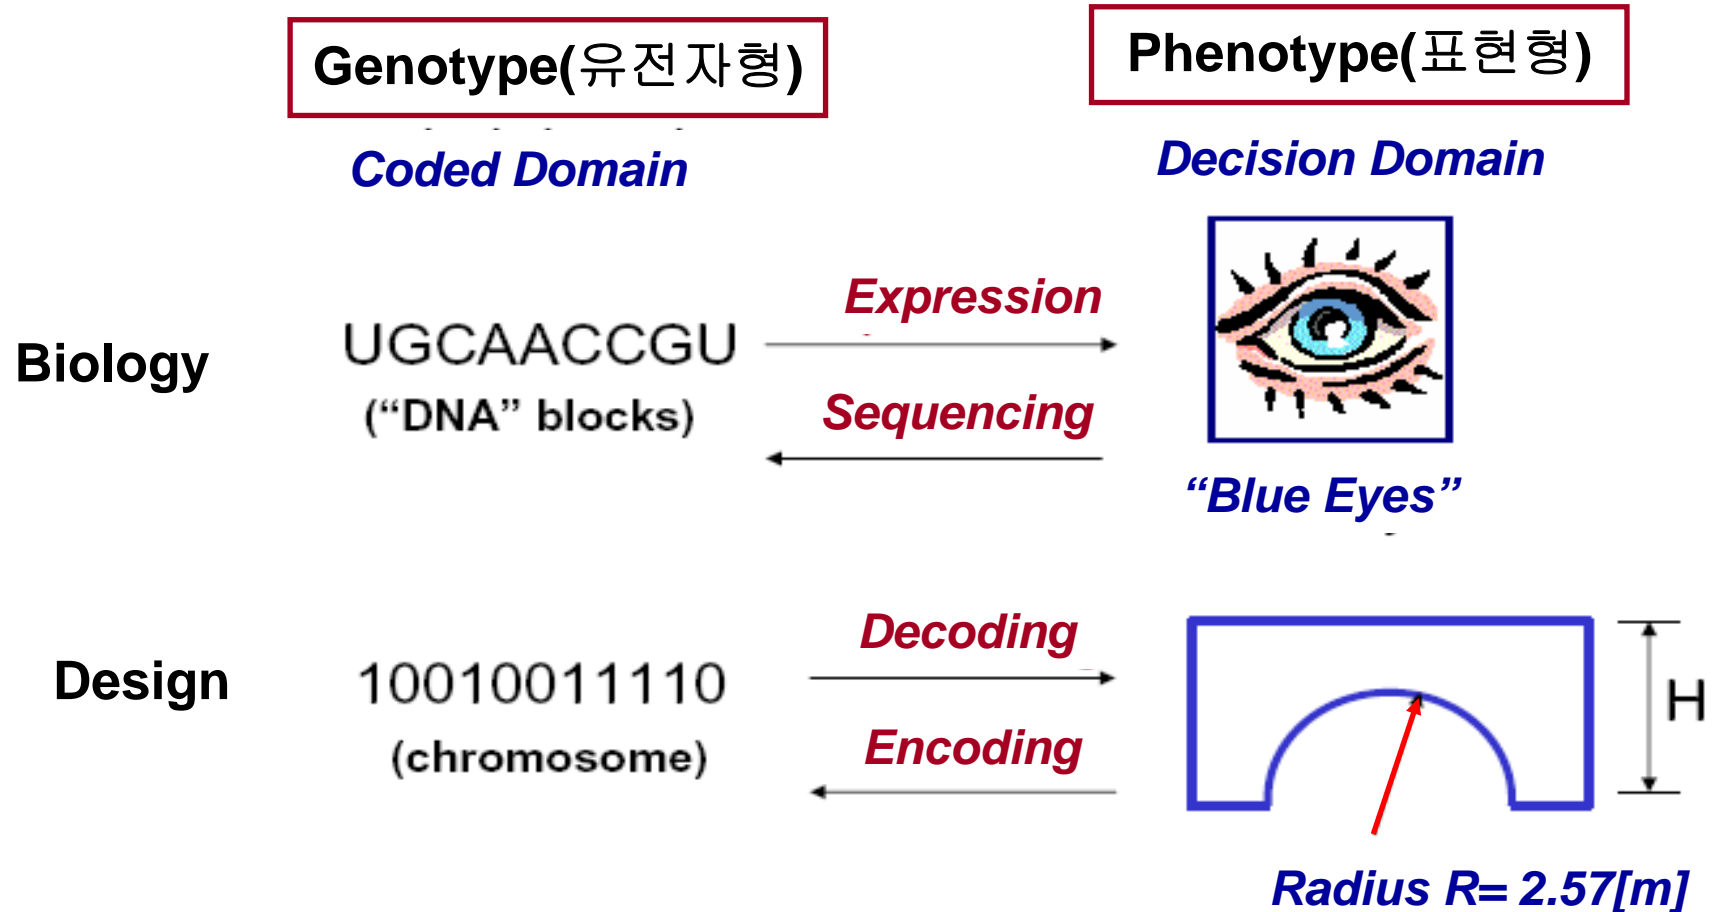 Genotype(유전자형)
Phenotype(표현형)
Coded Domain
Decision Domain
Biology
UGCAACCGU
(“DNA” blocks)
Expression
Sequencing
“Blue Eyes”
Design
10010011110
(chromosome)
Decoding
Encoding
H
Radius R= 2.57[m]